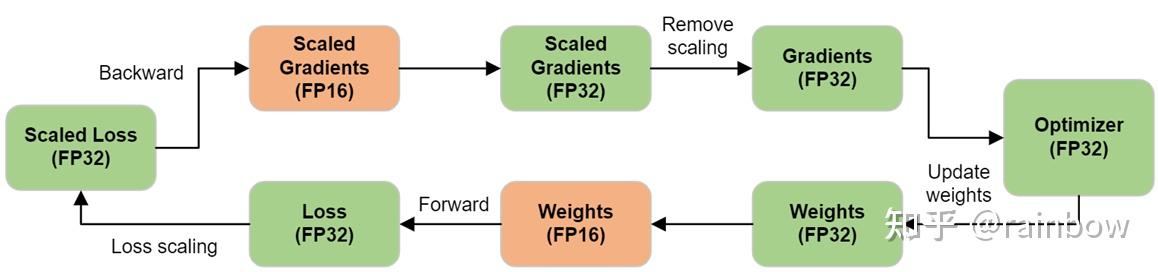 Backward
Scaled
Gradients
(FP16)
Scaled
Gradients
(FP32)
Remove
scaling
Gradients
(FP32)
Optimizer
(FP32)
Scaled Loss
(FP32)
Loss scaling
Loss
(FP32)
Forward
Weights
(FP16)
Weights
(FP32)
Update
weights
知乎 @rainbow